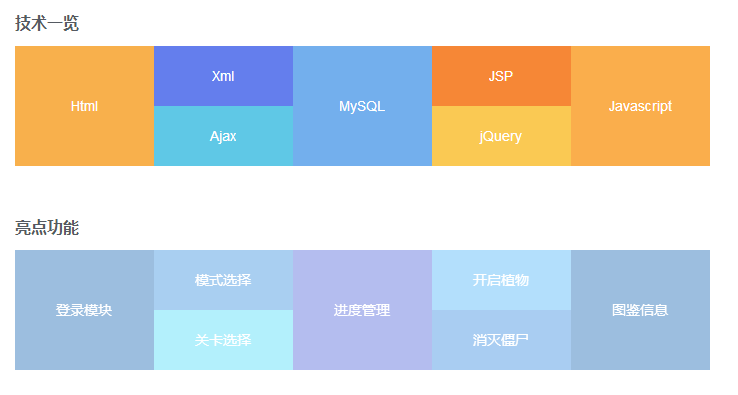 技术一览
Html
Xml
Ajax
MySQL
JSP
jQuery
Javascript
亮点功能
登录模块
模式选择
关卡选择
进度管理
开启植物
消灭僵尸
图鉴信息